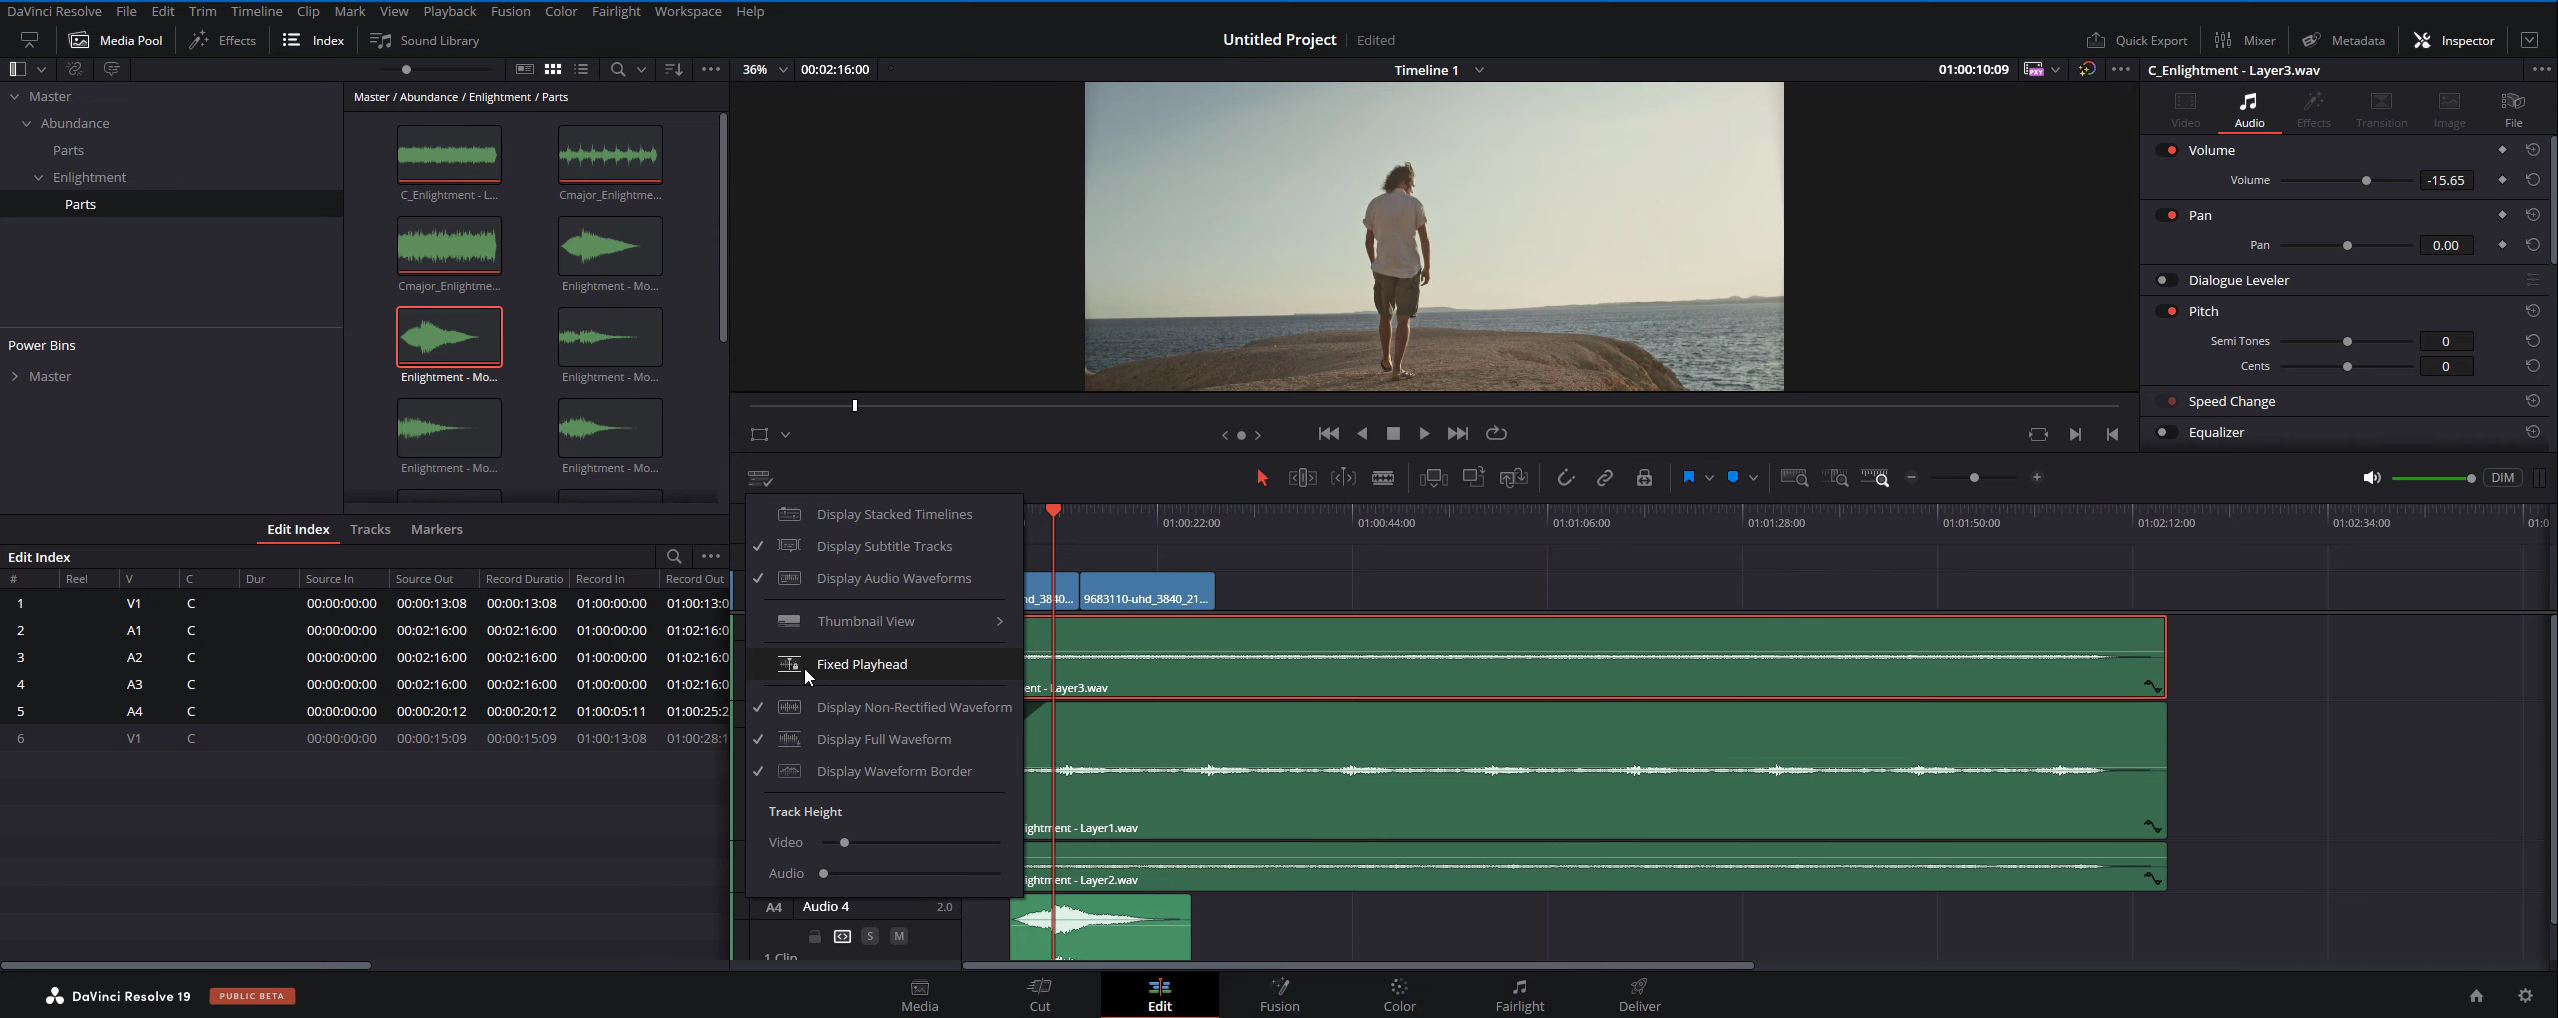 DaVinci Resolve File Edit Trim Timeline Clip Mark View Playback Fusion Color Fairlight Workspace Help
Media Pool Effects Index Sound Library Untitled Project Edited Quick Export Mixer Metadata Inspector
36% 00:02:16:00 Timeline 1 01:00:10:09 PXY C_Enlightment - Layer3.wav
Master
Abundance
Parts
Enlightment
Parts
Power Bins
Master
Master / Abundance / Enlightment / Parts
C_Enlightment - L... Cmajor_Enlightme...
Cmajor_Enlightme... Enlightment - Mo...
Enlightment - Mo... Enlightment - Mo...
Enlightment - Mo... Enlightment - Mo...
Video Audio Effects Transition Image File
Volume
Volume -15.65
Pan
Pan 0.00
Dialogue Leveler
Pitch
Semi Tones 0
Cents 0
Speed Change
Equalizer
DIM
Edit Index Tracks Markers
Edit Index
# Reel V C Dur Source In Source Out Record Duratio Record In Record Out
1 V1 C 00:00:00:00 00:00:13:08 00:00:13:08 01:00:00:00 01:00:13:0
2 A1 C 00:00:00:00 00:02:16:00 00:02:16:00 01:00:00:00 01:02:16:0
3 A2 C 00:00:00:00 00:02:16:00 00:02:16:00 01:00:00:00 01:02:16:0
4 A3 C 00:00:00:00 00:02:16:00 00:02:16:00 01:00:00:00 01:02:16:0
5 A4 C 00:00:00:00 00:00:20:12 00:00:20:12 01:00:05:11 01:00:25:2
6 V1 C 00:00:00:00 00:00:15:09 00:00:15:09 01:00:13:08 01:00:28:1
Display Stacked Timelines
Display Subtitle Tracks
Display Audio Waveforms
Thumbnail View
Fixed Playhead
Display Non-Rectified Waveform
Display Full Waveform
Display Waveform Border
Track Height
Video
Audio
01:00:22:00 01:00:44:00 01:01:06:00 01:01:28:00 01:01:50:00 01:02:12:00 01:02:34:00 01:0
hd_3840... 9683110-uhd_3840_21...
ent - Layer3.wav
ightment - Layer1.wav
ightment - Layer2.wav
A4 Audio 4 2.0
S M
1 Clip
DaVinci Resolve 19 PUBLIC BETA
Media Cut Edit Fusion Color Fairlight Deliver